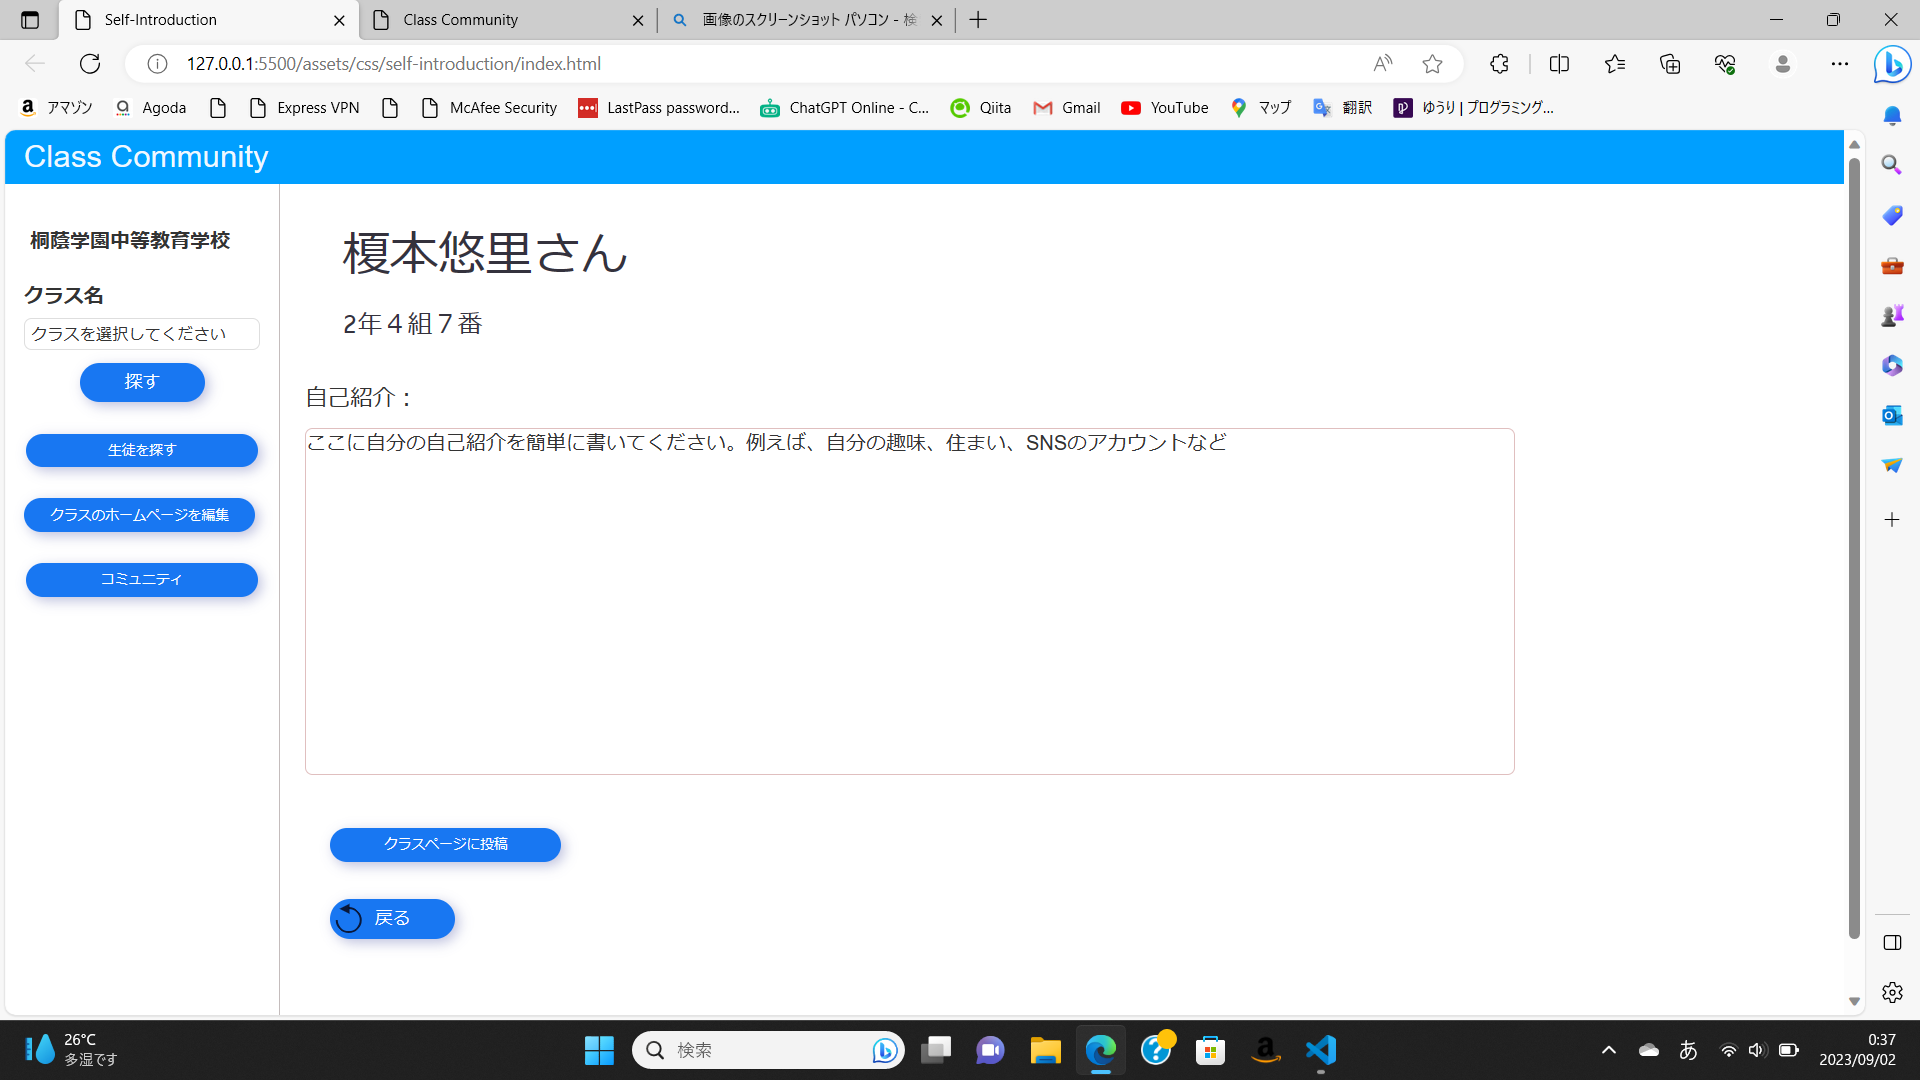 Self-Introduction
Class Community
画像のスクリーンショット パソコン - 検
127.0.0.1:5500/assets/css/self-introduction/index.html
アマゾン
Agoda
Express VPN
McAfee Security
LastPass password...
ChatGPT Online - C...
Qiita
Gmail
YouTube
マップ
翻訳
ゆうり | プログラミング...
Class Community
桐蔭学園中等教育学校
クラス名
クラスを選択してください
探す
生徒を探す
クラスのホームページを編集
コミュニティ
榎本悠里さん
2年４組７番
自己紹介：
ここに自分の自己紹介を簡単に書いてください。例えば、自分の趣味、住まい、SNSのアカウントなど
クラスページに投稿
戻る
26°C
多湿です
検索
あ
0:37
2023/09/02